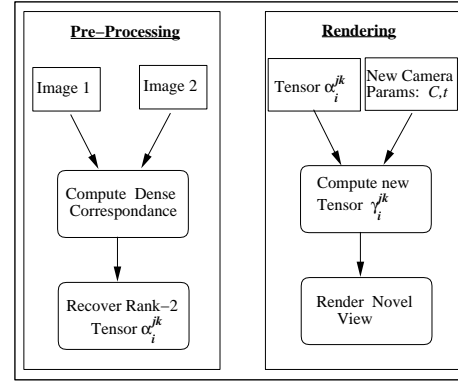 Pre-Processing
Image 1
Image 2
Compute Dense
Correspondance
Recover Rank-2
Tensor α_i^{jk}
Rendering
Tensor α_i^{jk}
New Camera
Params: C,t
Compute new
Tensor γ_i^{jk}
Render Novel
View